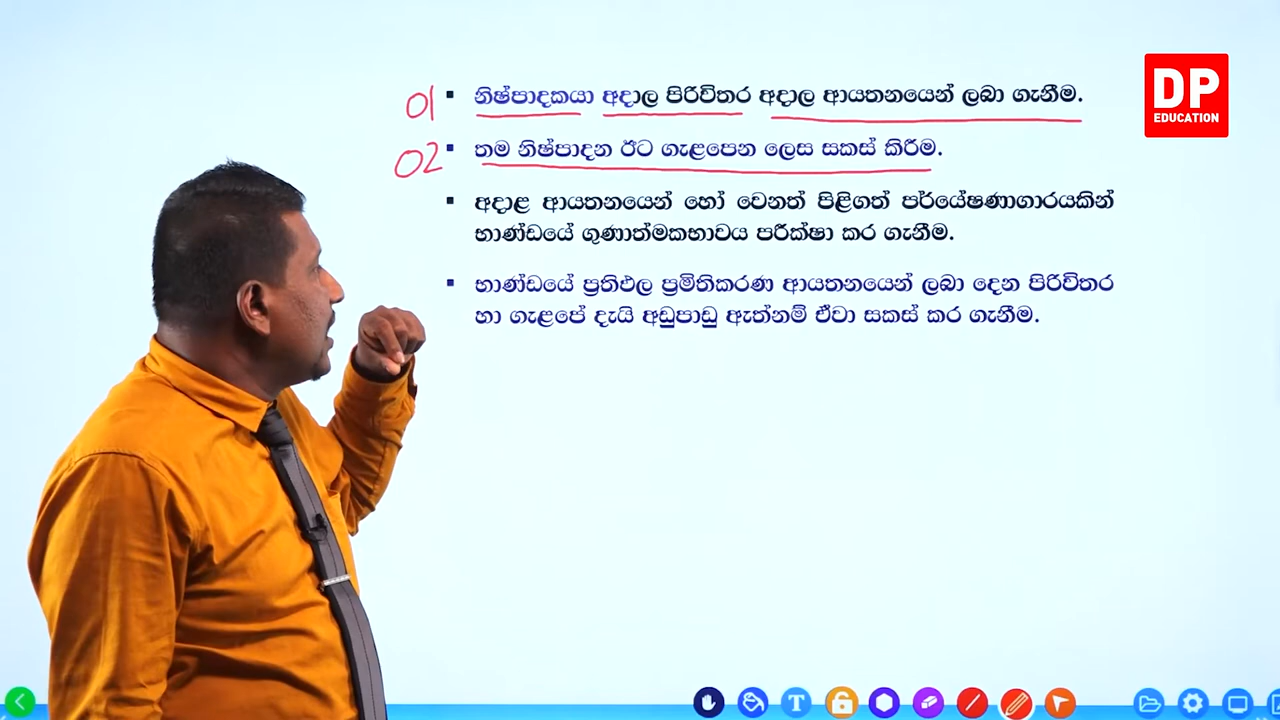 DP
EDUCATION
01 ▪ නිෂ්පාදකයා අදාල පිරිවිතර අදාල ආයතනයෙන් ලබා ගැනීම.
02 ▪ තම නිෂ්පාදන ඊට ගැළපෙන ලෙස සකස් කිරීම.
▪ අදාළ ආයතනයෙන් හෝ වෙනත් පිළිගත් පර්යේෂණාගාරයකින්
භාණ්ඩයේ ගුණාත්මකභාවය පරීක්ෂා කර ගැනීම.
▪ භාණ්ඩයේ ප්‍රතිඵල ප්‍රමිතිකරණ ආයතනයෙන් ලබා දෙන පිරිවිතර
හා ගැළපේ දැයි අඩුපාඩු ඇත්නම් ඒවා සකස් කර ගැනීම.
T